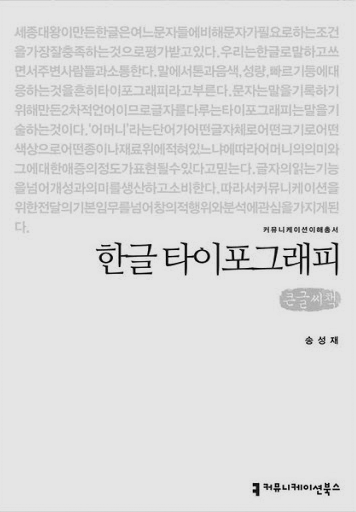 세종대왕이만든한글은여느문자들에비해문자가필요로하는조건
을가장잘충족하는것으로평가받고있다.우리는한글로말하고쓰
면서주변사람들과소통한다.말에서톤과음색,성량,빠르기등에대
응하는것을흔히타이포그래피라고부른다.문자는말을기록하기
위해만든2차적언어이므로글자를다루는타이포그래피는말을기
술하는것이다.'어머니'라는단어가어떤글자체로어떤크기로어떤
색상으로어떤종이나재료위에적혀있느냐에따라어머니의의미와
그에대한애증의정도가표현될수있다고믿는다.글자의읽는기능
을넘어개성과의미를생산하고소비한다.따라서커뮤니케이션을
위한전달의기본임무를넘어창의적행위와분석에관심을가지게된
다.
커뮤니케이션이해총서
한글 타이포그래피
큰글씨책
송성재
커뮤니케이션북스